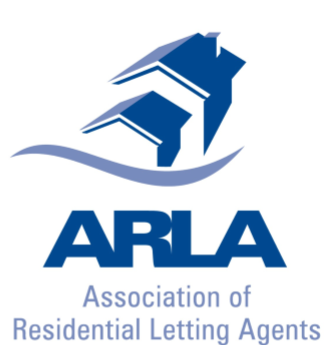 ARLA
Association of
Residential Letting Agents